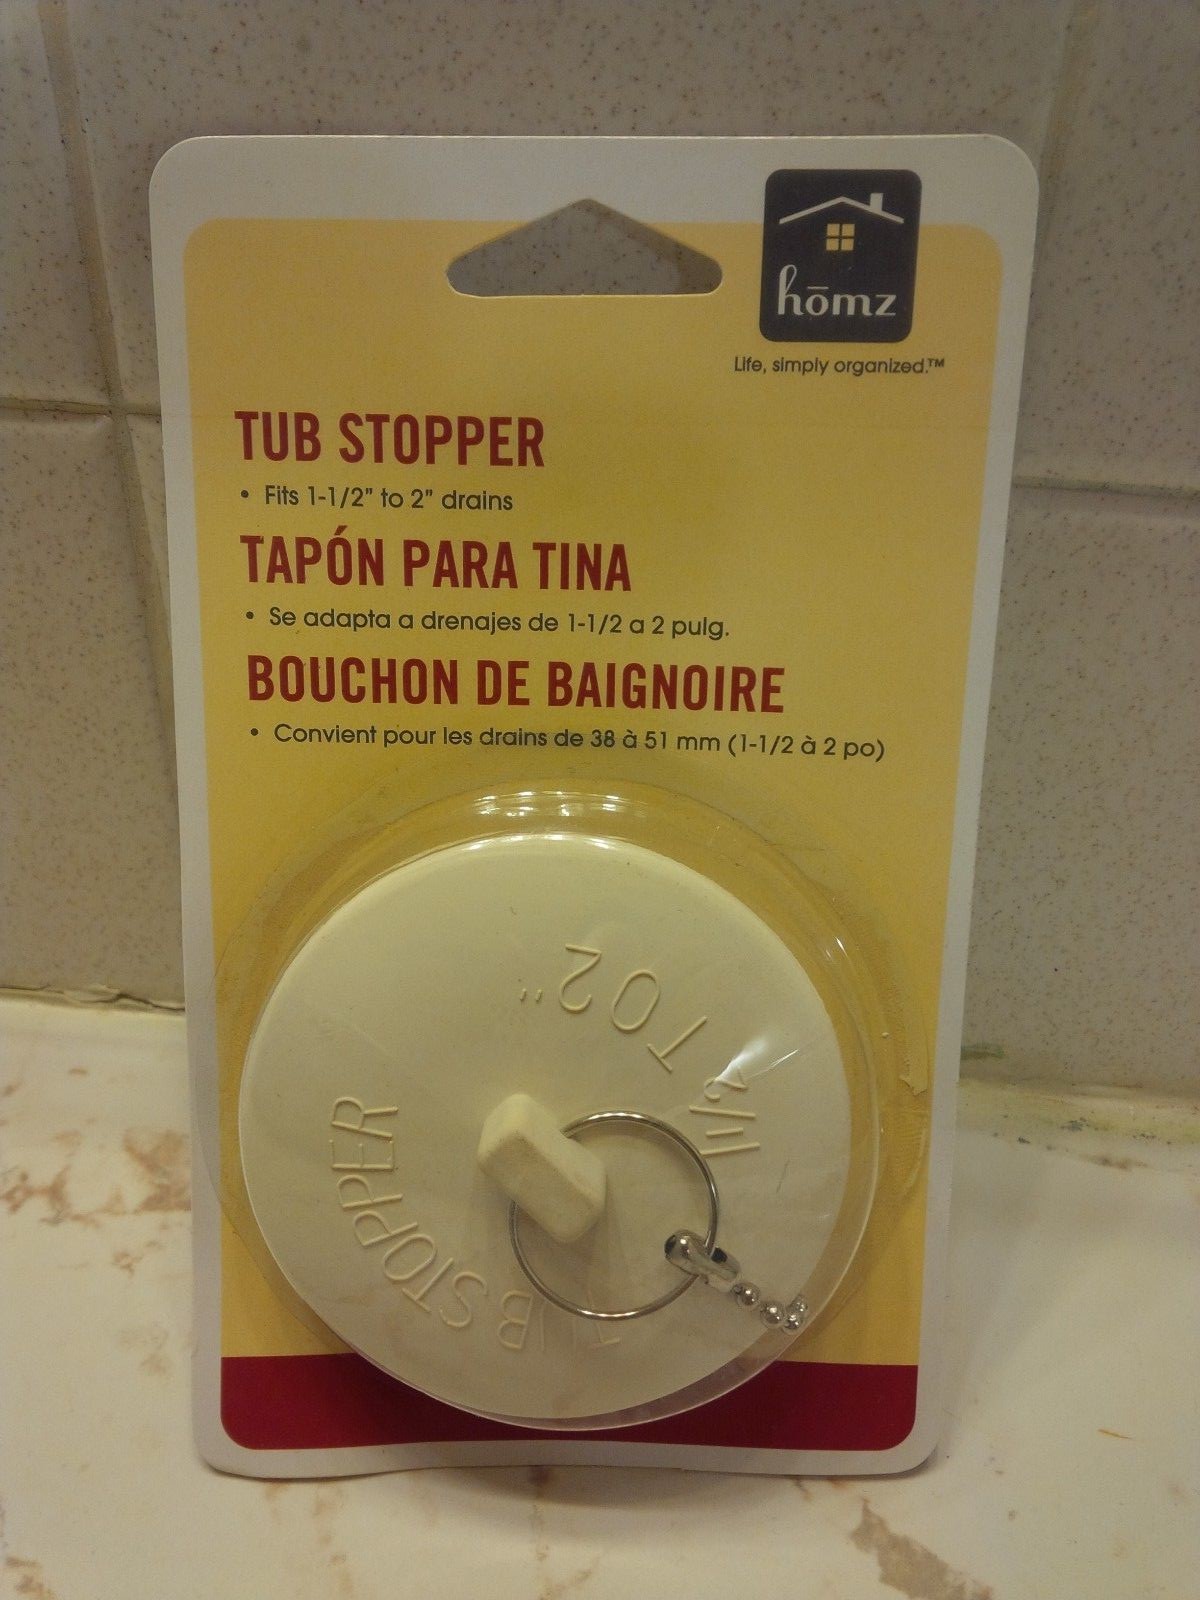 hōmz
Life, simply organized.™
TUB STOPPER
• Fits 1-1/2" to 2" drains
TAPÓN PARA TINA
• Se adapta a drenajes de 1-1/2 a 2 pulg.
BOUCHON DE BAIGNOIRE
• Convient pour les drains de 38 à 51 mm (1-1/2 à 2 po)
TUB STOPPER
1 1/2 TO 2"